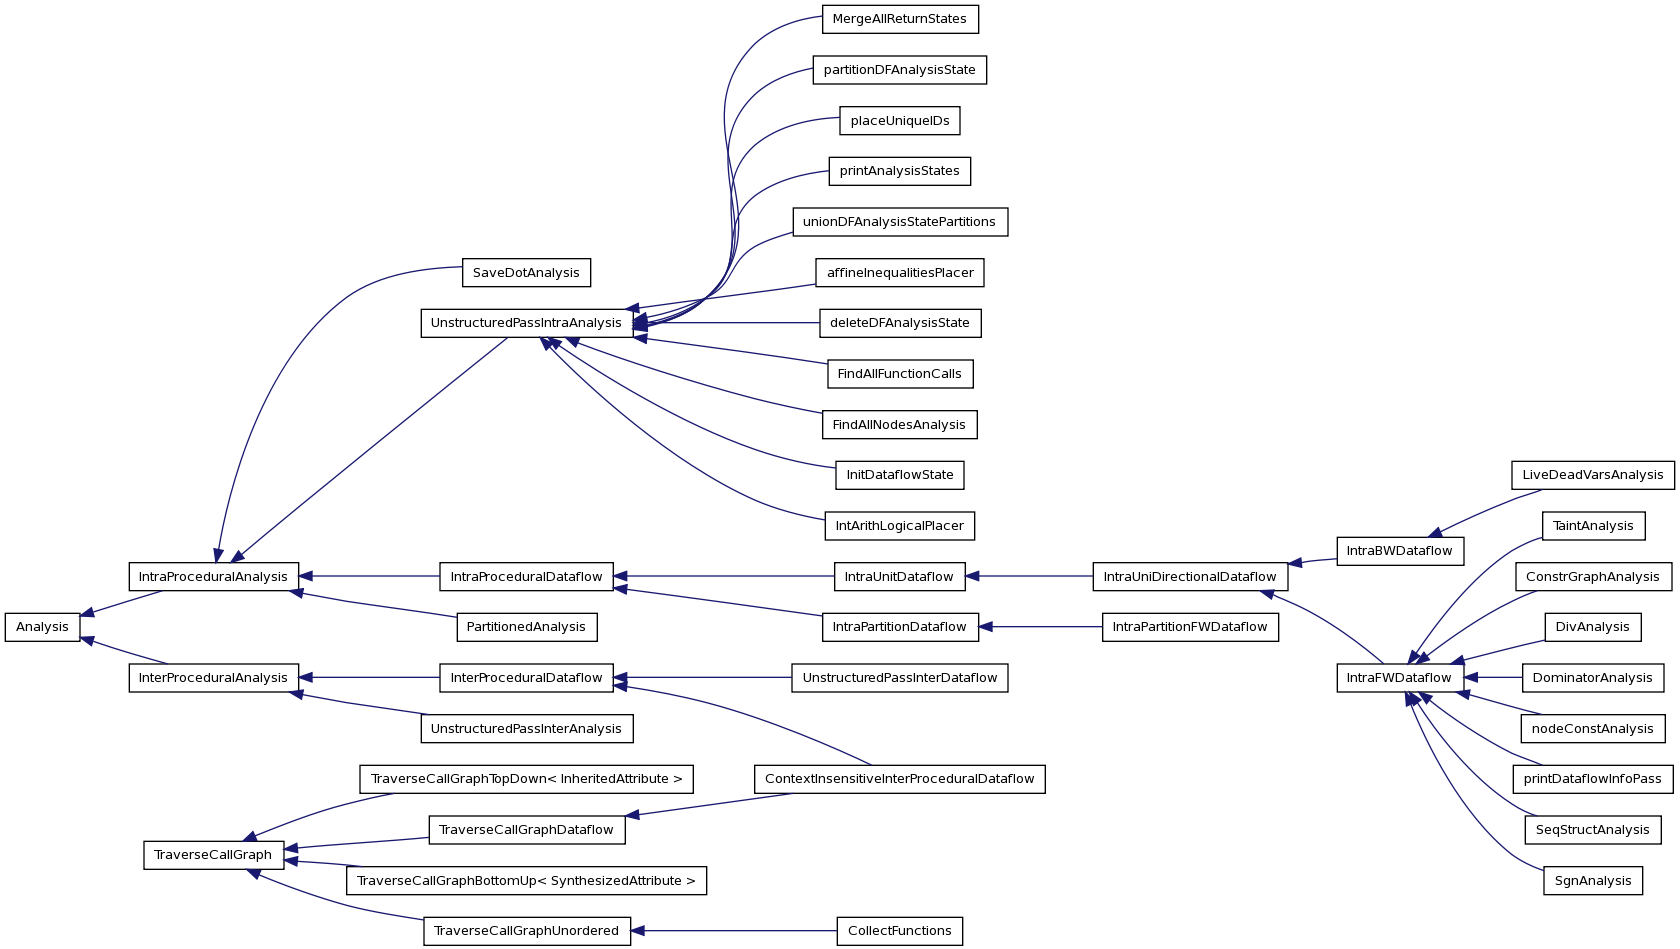 MergeAllReturnStates
partitionDFAnalysisState
placeUniqueIDs
printAnalysisStates
unionDFAnalysisStatePartitions
SaveDotAnalysis
affineInequalitiesPlacer
UnstructuredPassIntraAnalysis
deleteDFAnalysisState
FindAllFunctionCalls
FindAllNodesAnalysis
InitDataflowState
LiveDeadVarsAnalysis
IntArithLogicalPlacer
TaintAnalysis
IntraBWDataflow
IntraProceduralAnalysis
IntraProceduralDataflow
IntraUnitDataflow
IntraUniDirectionalDataflow
ConstrGraphAnalysis
Analysis
PartitionedAnalysis
IntraPartitionDataflow
IntraPartitionFWDataflow
DivAnalysis
InterProceduralAnalysis
InterProceduralDataflow
UnstructuredPassInterDataflow
IntraFWDataflow
DominatorAnalysis
UnstructuredPassInterAnalysis
nodeConstAnalysis
TraverseCallGraphTopDown< InheritedAttribute >
ContextInsensitiveInterProceduralDataflow
printDataflowInfoPass
TraverseCallGraphDataflow
SeqStructAnalysis
TraverseCallGraph
TraverseCallGraphBottomUp< SynthesizedAttribute >
SgnAnalysis
TraverseCallGraphUnordered
CollectFunctions